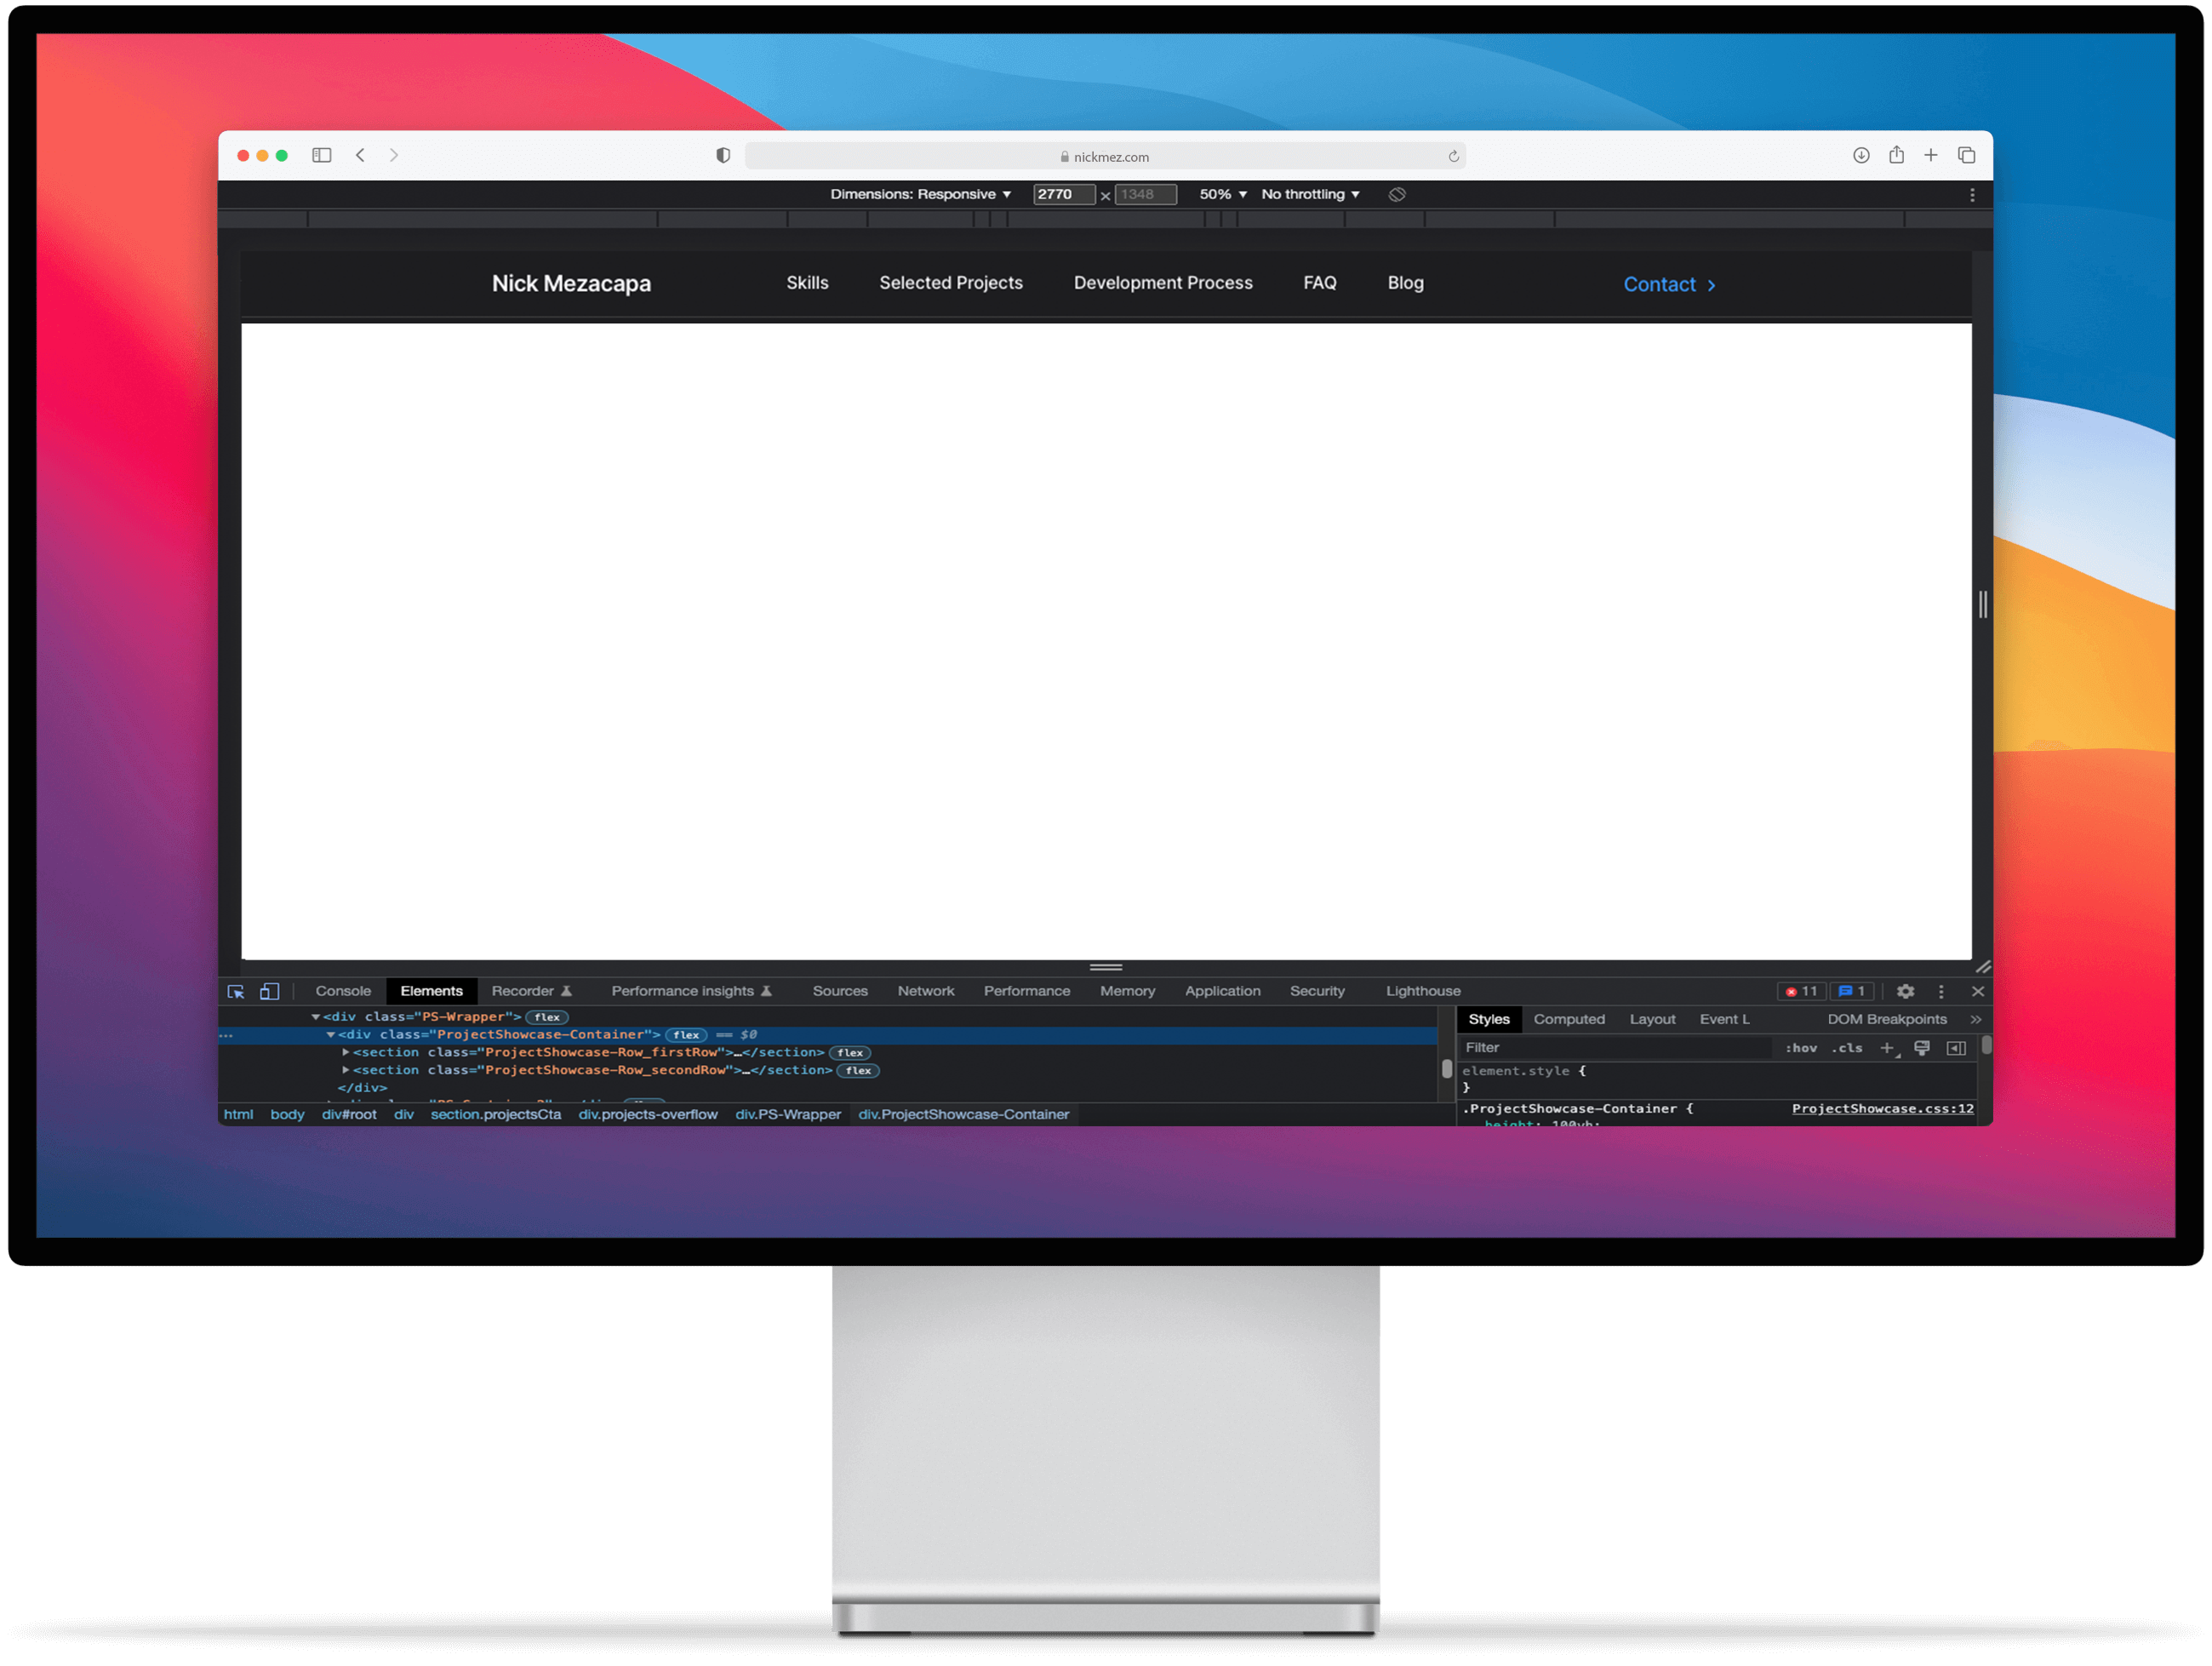 nickmez.com
Dimensions: Responsive 2770 × 1348 50% No throttling
Nick Mezacapa Skills Selected Projects Development Process FAQ Blog Contact
Console Elements Recorder Performance insights Sources Network Performance Memory Application Security Lighthouse 11 1
<div class="PS-Wrapper"> flex
<div class="ProjectShowcase-Container"> flex == $0
<section class="ProjectShowcase-Row_firstRow">…</section> flex
<section class="ProjectShowcase-Row_secondRow">…</section> flex
</div>
html body div#root div section.projectsCta div.projects-overflow div.PS-Wrapper div.ProjectShowcase-Container
Styles Computed Layout Event L DOM Breakpoints
Filter :hov .cls
element.style {
}
.ProjectShowcase-Container { ProjectShowcase.css:12
height: 100vh;